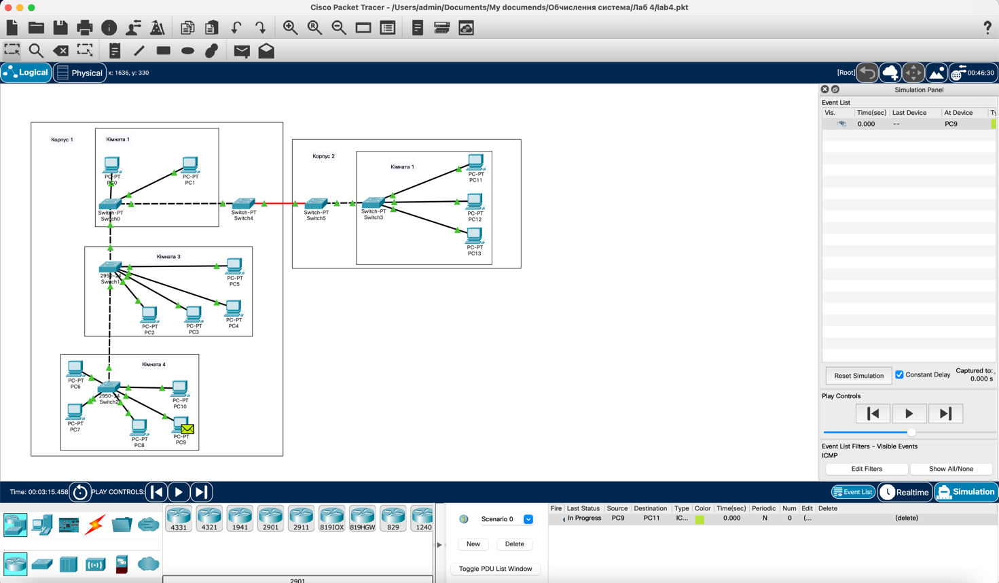 Cisco Packet Tracer - /Users/admin/Documents/My documends/Обчислення система/Лаб 4/lab4.pkt
Logical
Physical
x: 1636, y: 330
[Root]
00:46:30
Корпус 1
Кімната 1
PC-PT
PC0
PC-PT
PC1
Switch-PT
Switch0
Switch-PT
Switch4
Корпус 2
Кімната 1
PC-PT
PC11
PC-PT
PC12
PC-PT
PC13
Switch-PT
Switch5
Switch-PT
Switch3
Кімната 3
2950-24
Switch1
PC-PT
PC5
PC-PT
PC4
PC-PT
PC3
PC-PT
PC2
Кімната 4
PC-PT
PC6
2950-24
Switch2
PC-PT
PC10
PC-PT
PC7
PC-PT
PC8
PC-PT
PC9
Simulation Panel
Event List
Vis. Time(sec) Last Device At Device Ty
0.000 -- PC9
Reset Simulation
Constant Delay
Captured to:
0.000 s
Play Controls
Event List Filters - Visible Events
ICMP
Edit Filters
Show All/None
Time: 00:03:15.458
PLAY CONTROLS:
Event List
Realtime
Simulation
4331
4321
1941
2901
2911
819IOX
819HGW
829
1240
2901
Scenario 0
New
Delete
Toggle PDU List Window
Fire Last Status Source Destination Type Color Time(sec) Periodic Num Edit Delete
In Progress PC9 PC11 IC... 0.000 N 0 (... (delete)